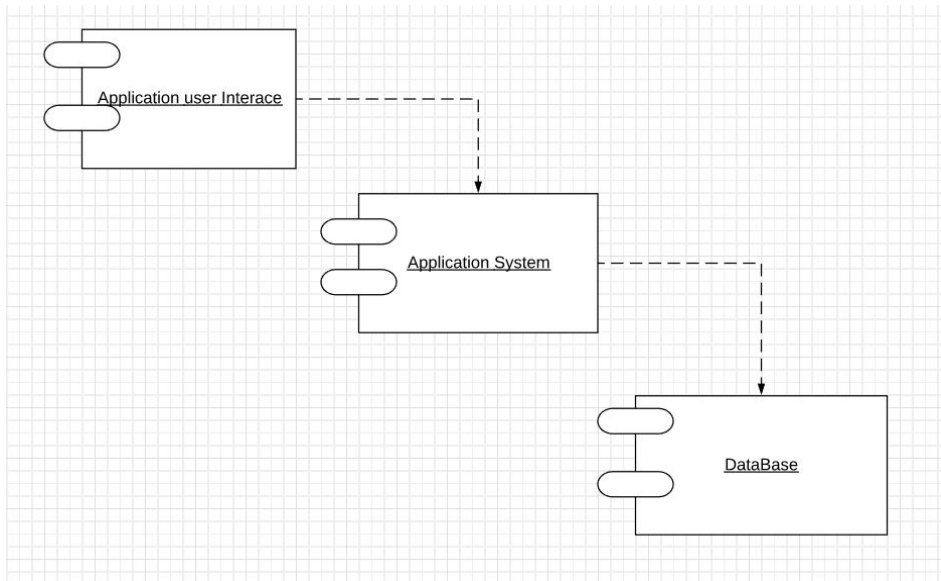 Application user Interace
Application System
DataBase